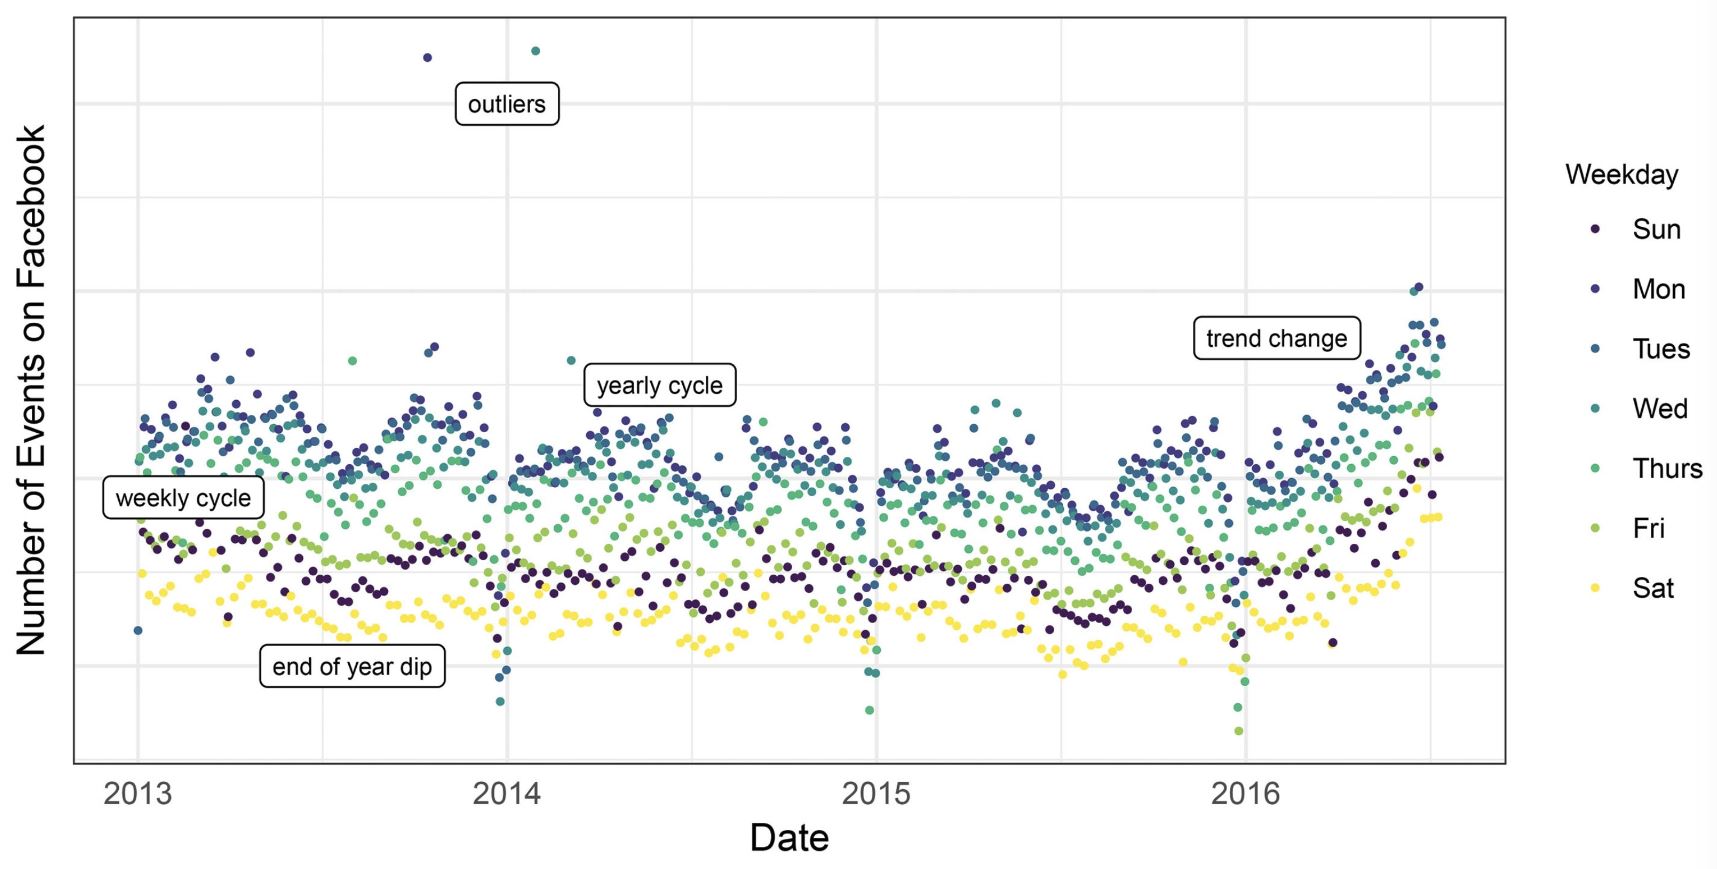 Number of Events on Facebook
outliers
yearly cycle
trend change
weekly cycle
end of year dip
2013
2014
2015
2016
Date
Weekday
Sun
Mon
Tues
Wed
Thurs
Fri
Sat